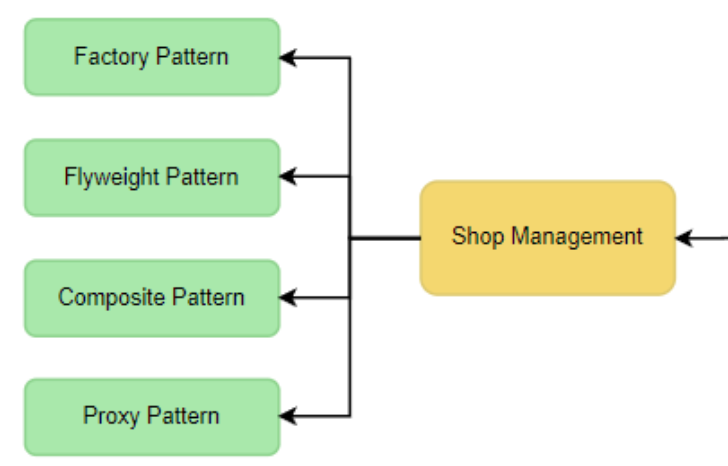 Factory Pattern
Flyweight Pattern
Shop Management
Composite Pattern
Proxy Pattern